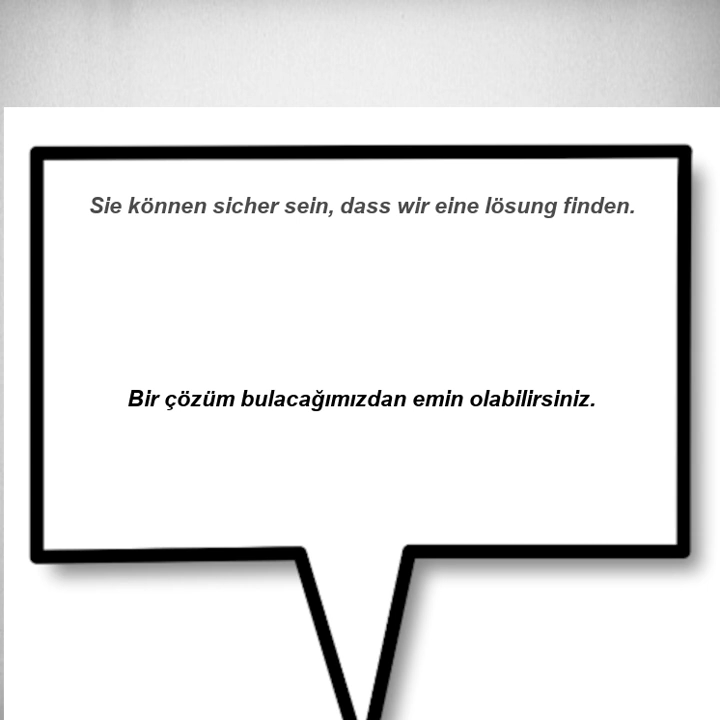 Sie können sicher sein, dass wir eine lösung finden.
Bir çözüm bulacağımızdan emin olabilirsiniz.